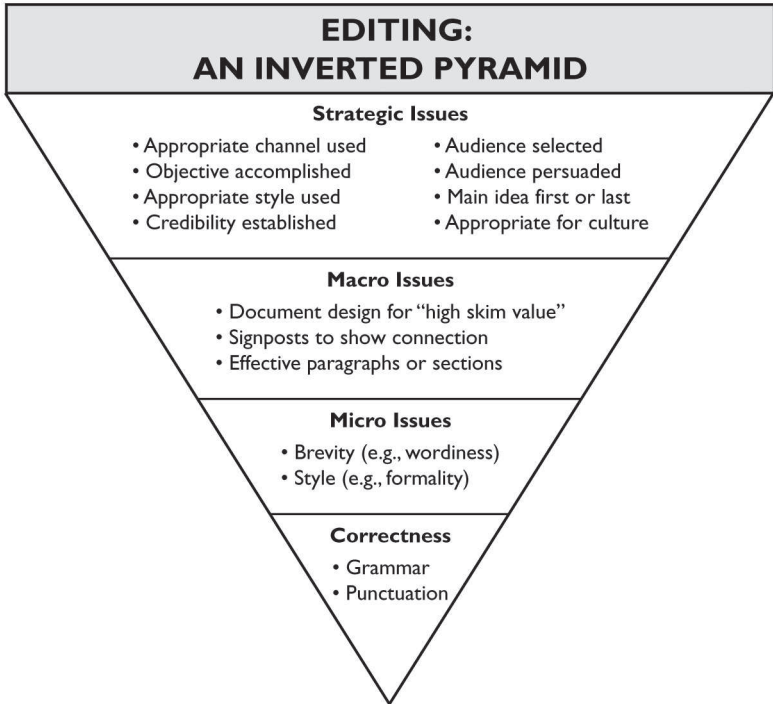 EDITING:
AN INVERTED PYRAMID
Strategic Issues
• Appropriate channel used
• Objective accomplished
• Appropriate style used
• Credibility established
• Audience selected
• Audience persuaded
• Main idea first or last
• Appropriate for culture
Macro Issues
• Document design for “high skim value”
• Signposts to show connection
• Effective paragraphs or sections
Micro Issues
• Brevity (e.g., wordiness)
• Style (e.g., formality)
Correctness
• Grammar
• Punctuation